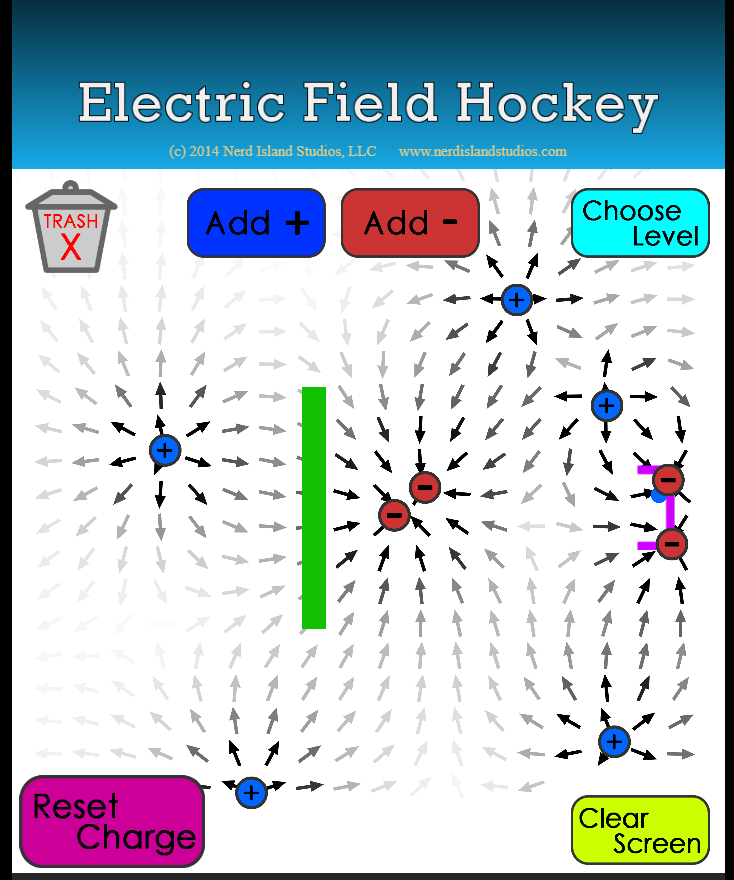 Electric Field Hockey
(c) 2014 Nerd Island Studios, LLC www.nerdislandstudios.com
TRASH
X
Add +
Add -
Choose
Level
+
+
+
-
-
-
-
+
+
Reset
Charge
Clear
Screen